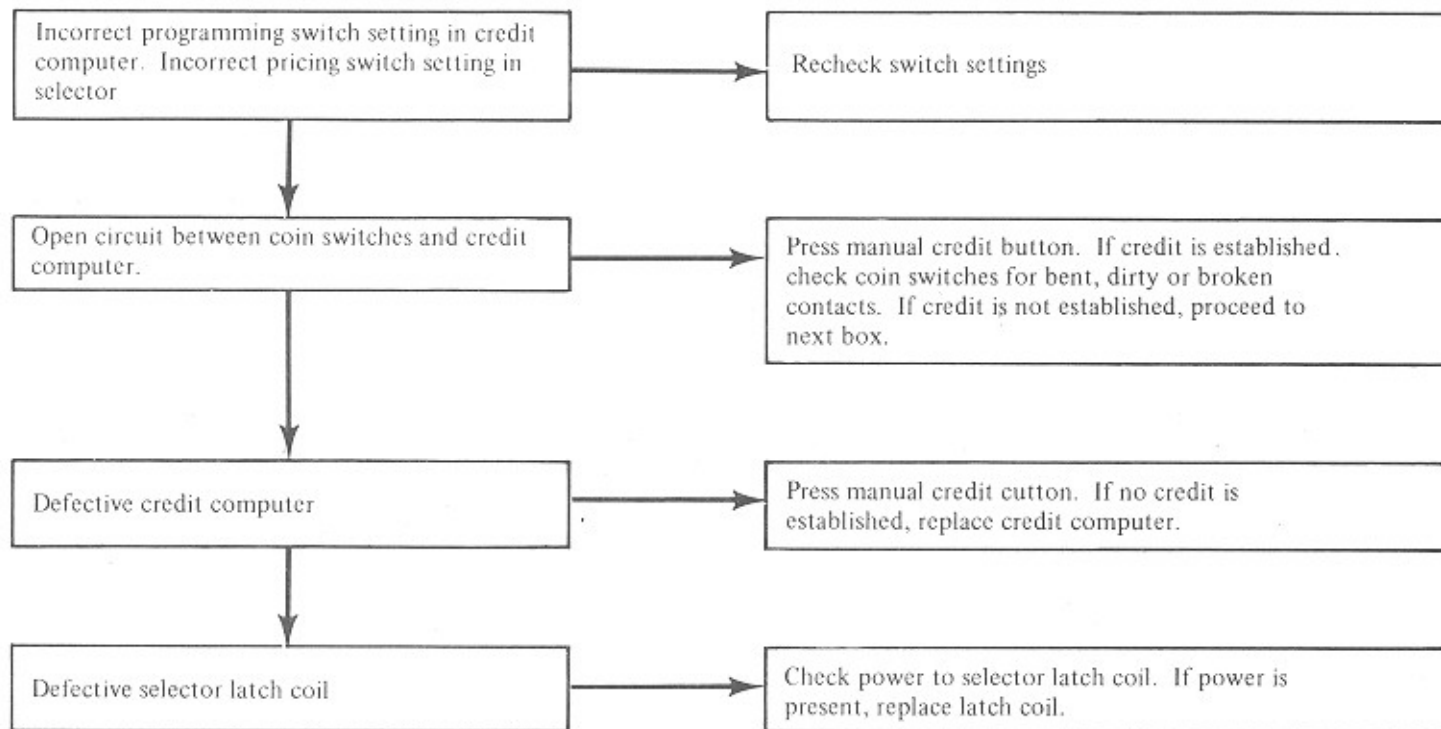 Incorrect programming switch setting in credit
computer. Incorrect pricing switch setting in
selector
Recheck switch settings
Open circuit between coin switches and credit
computer.
Press manual credit button. If credit is established.
check coin switches for bent, dirty or broken
contacts. If credit is not established, proceed to
next box.
Defective credit computer
Press manual credit cutton. If no credit is
established, replace credit computer.
Defective selector latch coil
Check power to selector latch coil. If power is
present, replace latch coil.